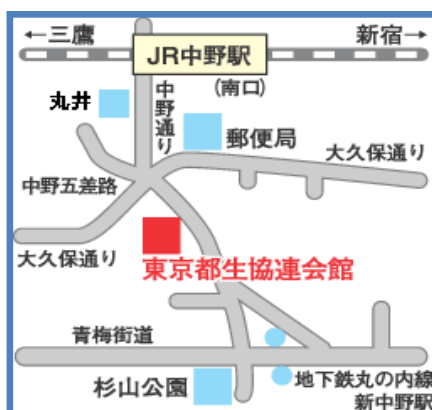 ←三鷹
新宿→
JR中野駅
(南口)
丸井
中野通り
郵便局
大久保通り
中野五差路
大久保通り
東京都生協連会館
青梅街道
杉山公園
地下鉄丸の内線
新中野駅